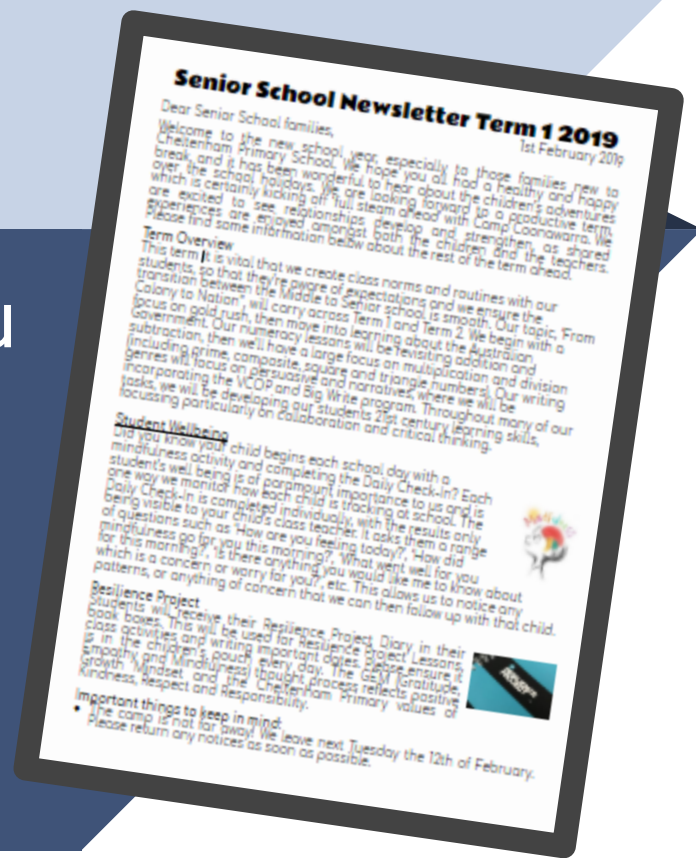 u
Senior School Newsletter Term 1 2019
1st February 2019
Dear Senior School families,
Welcome to the new school year, especially to those families new to
Cheltenham Primary School. We hope you all had a healthy and happy
break, and it has been wonderful to hear about the children's adventures
over the school holidays. We are looking forward to a productive term,
which is certainly kicking off 'full steam ahead' with Camp Coonawarra. We
are excited to see relationships develop and strengthen, as shared
experiences are enjoyed amongst both the children and the teachers.
Please find some information below about the rest of the term ahead.
Term Overview
This term it is vital that we create class norms and routines with our
students, so that they're aware of expectations and we ensure the
transition between the Middle to Senior school is smooth. Our topic, 'From
Colony to Nation", will carry across Term 1 and Term 2. We begin with a
focus on gold rush, then move into learning about the Australian
Government. Our numeracy lessons will be revisiting addition and
subtraction, then we'll have a large focus on multiplication and division
(including prime, composite, square and triangle numbers). Our writing
genres will focus on persuasive and narratives, where we will be
incorporating the VCOP and Big Write program. Throughout many of our
tasks, we will be developing our students 21st century learning skills,
focussing particularly on collaboration and critical thinking.
Student Wellbeing
Did you know your child begins each school day with a
mindfulness activity and completing the Daily Check-In? Each
student's well being is of paramount importance to us and is
one way we monitor how each child is tracking at school. The
Daily Check-In is completed individually, with the results only
being visible to your child's class teacher. It asks them a range
of questions such as 'How are you feeling today?', 'How did
mindfulness go for you this morning?', 'What went well for you
for this morning?', 'Is there anything you would like me to know about
which is a concern or worry for you?', etc. This allows us to notice any
patterns, or anything of concern that we can then follow up with that child.
Resilience Project
Students will receive their Resilience Project Diary, in their
book boxes. This will be used for Resilience Project Lessons,
class activities and writing important dates. Please ensure it
is in the children's pouch every day. The GEM (Gratitude,
Empathy and Mindfulness) thought process reflects positive
Growth Mindset and the Cheltenham Primary values of
Kindness, Respect and Responsibility.
Important things to keep in mind:
• The camp is not far away! We leave next Tuesday the 12th of February.
Please return any notices as soon as possible.